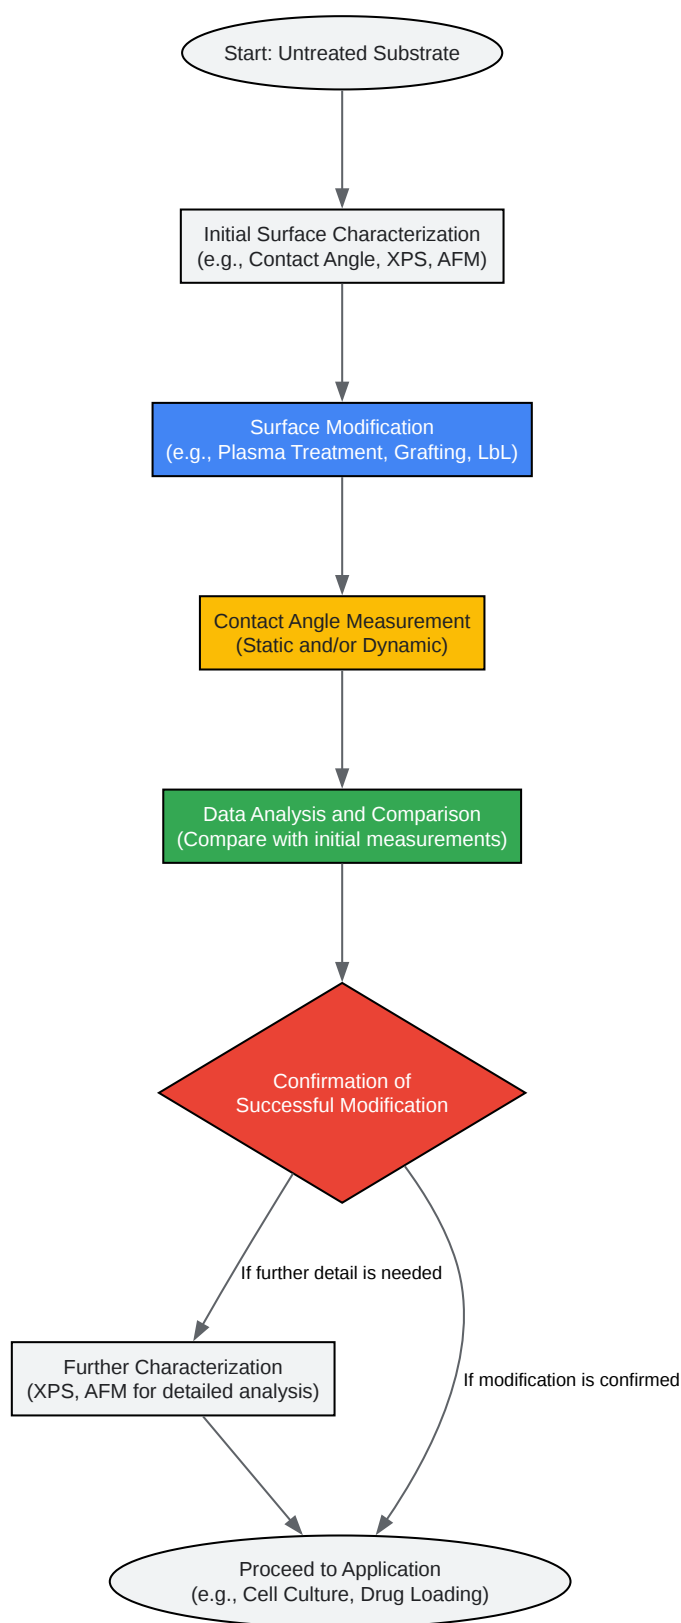 Start: Untreated Substrate
Initial Surface Characterization
(e.g., Contact Angle, XPS, AFM)
Surface Modification
(e.g., Plasma Treatment, Grafting, LbL)
Contact Angle Measurement
(Static and/or Dynamic)
Data Analysis and Comparison
(Compare with initial measurements)
Confirmation of
Successful Modification
If further detail is needed
Further Characterization
(XPS, AFM for detailed analysis)
If modification is confirmed
Proceed to Application
(e.g., Cell Culture, Drug Loading)